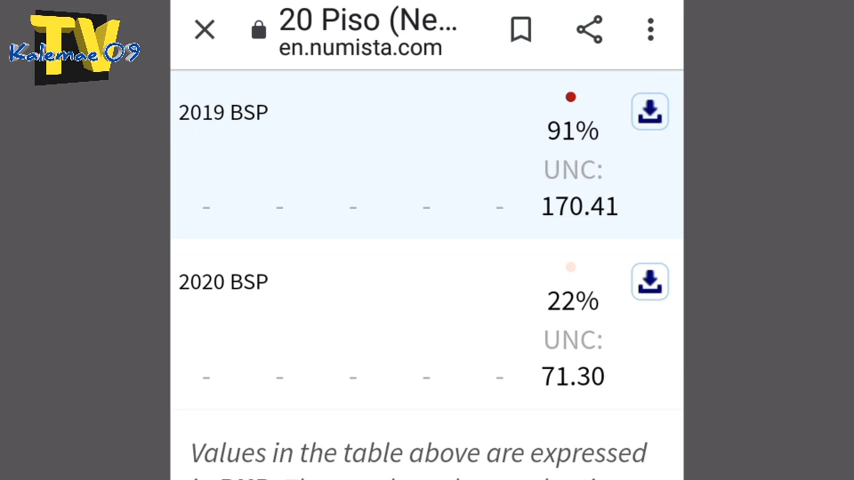 TV
Kalemae 09
20 Piso (Ne...
en.numista.com
2019 BSP
91%
UNC:
- - - - - 170.41
2020 BSP
22%
UNC:
- - - - - 71.30
Values in the table above are expressed